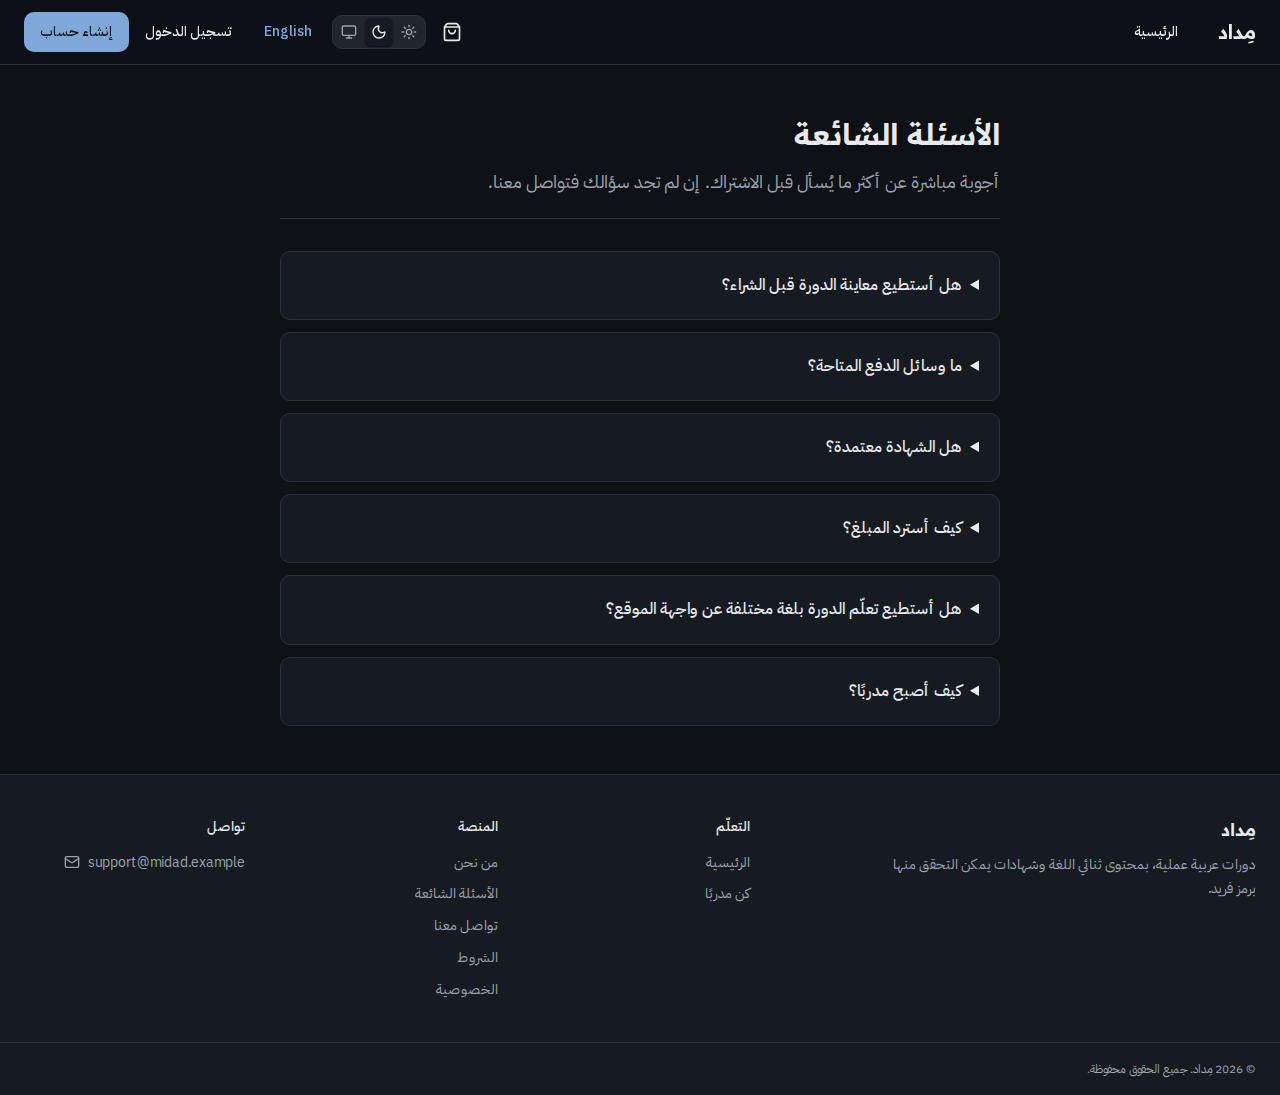 مِداد
الرئيسية
English
تسجيل الدخول
إنشاء حساب
الأسئلة الشائعة
أجوبة مباشرة عن أكثر ما يُسأل قبل الاشتراك. إن لم تجد سؤالك فتواصل معنا.
هل أستطيع معاينة الدورة قبل الشراء؟
ما وسائل الدفع المتاحة؟
هل الشهادة معتمدة؟
كيف أسترد المبلغ؟
هل أستطيع تعلّم الدورة بلغة مختلفة عن واجهة الموقع؟
كيف أصبح مدربًا؟
مِداد
دورات عربية عملية، بمحتوى ثنائي اللغة وشهادات يمكن التحقق منها
برمز فريد.
التعلّم
الرئيسية
كن مدربًا
المنصة
من نحن
الأسئلة الشائعة
تواصل معنا
الشروط
الخصوصية
تواصل
support@midad.example
© 2026 مِداد. جميع الحقوق محفوظة.